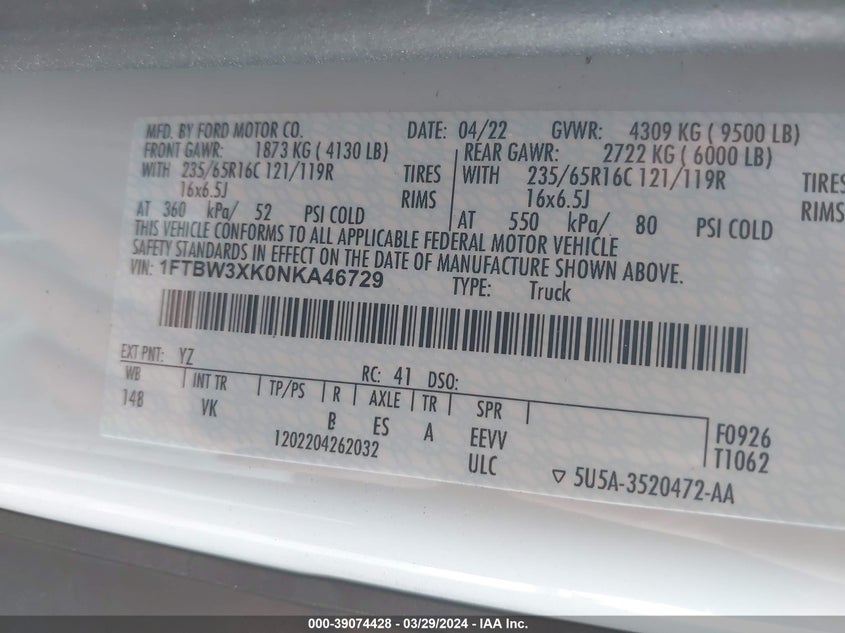 MFD. BY FORD MOTOR CO. DATE: 04/22 GVWR: 4309 KG ( 9500 LB)
FRONT GAWR: 1873 KG ( 4130 LB) REAR GAWR: 2722 KG ( 6000 LB)
WITH 235/65R16C 121/119R TIRES WITH 235/65R16C 121/119R TIRES
16x6.5J RIMS 16x6.5J RIMS
AT 360 kPa/ 52 PSI COLD AT 550 kPa/ 80 PSI COLD
THIS VEHICLE CONFORMS TO ALL APPLICABLE FEDERAL MOTOR VEHICLE
SAFETY STANDARDS IN EFFECT ON THE DATE OF MANUFACTURE SHOWN ABOVE.
VIN: 1FTBW3XK0NKA46729 TYPE: Truck
EXT PNT: YZ RC: 41 DSO:
WB INT TR TP/PS R AXLE TR SPR
148 VK B ES A EEVV F0926
1202204262032 ULC T1062
▽ 5U5A-3520472-AA
000-39074428 - 03/29/2024 - IAA Inc.